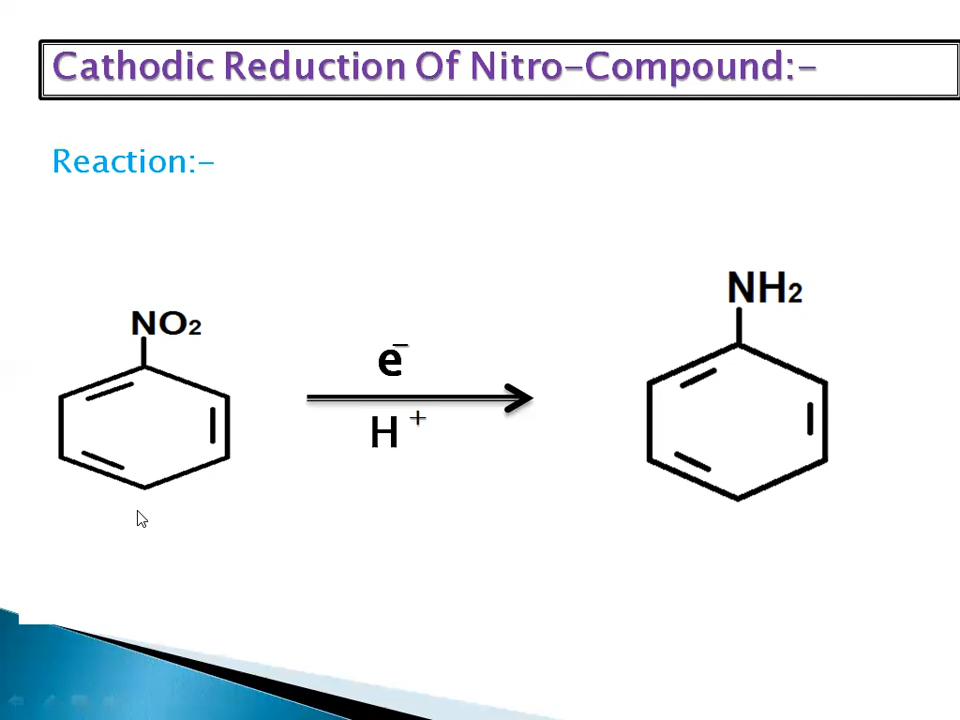 Cathodic Reduction Of Nitro-Compound:-
Reaction:-
NH2
NO2
e⁻
H⁺